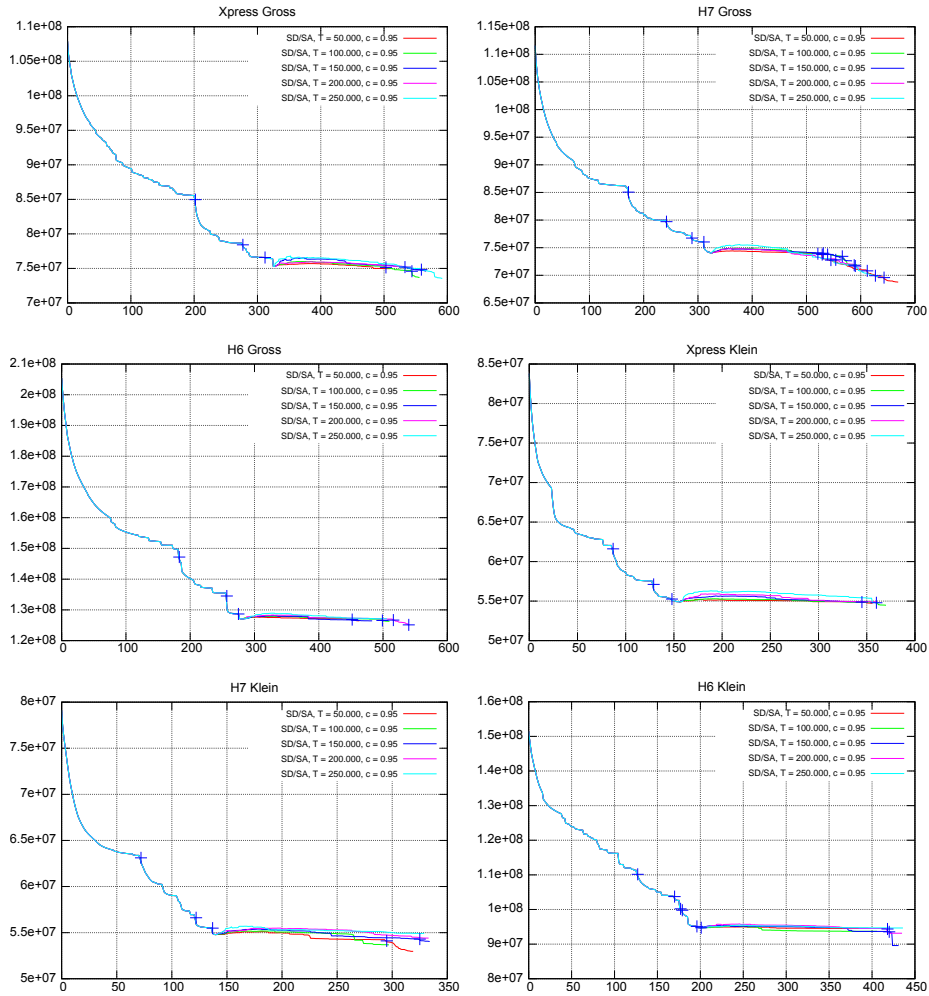 Xpress Gross
1.1e+08
1.05e+08
1e+08
9.5e+07
9e+07
8.5e+07
8e+07
7.5e+07
7e+07
0 100 200 300 400 500 600
SD/SA, T = 50.000, c = 0.95
SD/SA, T = 100.000, c = 0.95
SD/SA, T = 150.000, c = 0.95
SD/SA, T = 200.000, c = 0.95
SD/SA, T = 250.000, c = 0.95
H7 Gross
1.15e+08
1.1e+08
1.05e+08
1e+08
9.5e+07
9e+07
8.5e+07
8e+07
7.5e+07
7e+07
6.5e+07
0 100 200 300 400 500 600 700
SD/SA, T = 50.000, c = 0.95
SD/SA, T = 100.000, c = 0.95
SD/SA, T = 150.000, c = 0.95
SD/SA, T = 200.000, c = 0.95
SD/SA, T = 250.000, c = 0.95
H6 Gross
2.1e+08
2e+08
1.9e+08
1.8e+08
1.7e+08
1.6e+08
1.5e+08
1.4e+08
1.3e+08
1.2e+08
0 100 200 300 400 500 600
SD/SA, T = 50.000, c = 0.95
SD/SA, T = 100.000, c = 0.95
SD/SA, T = 150.000, c = 0.95
SD/SA, T = 200.000, c = 0.95
SD/SA, T = 250.000, c = 0.95
Xpress Klein
8.5e+07
8e+07
7.5e+07
7e+07
6.5e+07
6e+07
5.5e+07
5e+07
0 50 100 150 200 250 300 350 400
SD/SA, T = 50.000, c = 0.95
SD/SA, T = 100.000, c = 0.95
SD/SA, T = 150.000, c = 0.95
SD/SA, T = 200.000, c = 0.95
SD/SA, T = 250.000, c = 0.95
H7 Klein
8e+07
7.5e+07
7e+07
6.5e+07
6e+07
5.5e+07
5e+07
0 50 100 150 200 250 300 350
SD/SA, T = 50.000, c = 0.95
SD/SA, T = 100.000, c = 0.95
SD/SA, T = 150.000, c = 0.95
SD/SA, T = 200.000, c = 0.95
SD/SA, T = 250.000, c = 0.95
H6 Klein
1.6e+08
1.5e+08
1.4e+08
1.3e+08
1.2e+08
1.1e+08
1e+08
9e+07
8e+07
0 50 100 150 200 250 300 350 400 450
SD/SA, T = 50.000, c = 0.95
SD/SA, T = 100.000, c = 0.95
SD/SA, T = 150.000, c = 0.95
SD/SA, T = 200.000, c = 0.95
SD/SA, T = 250.000, c = 0.95